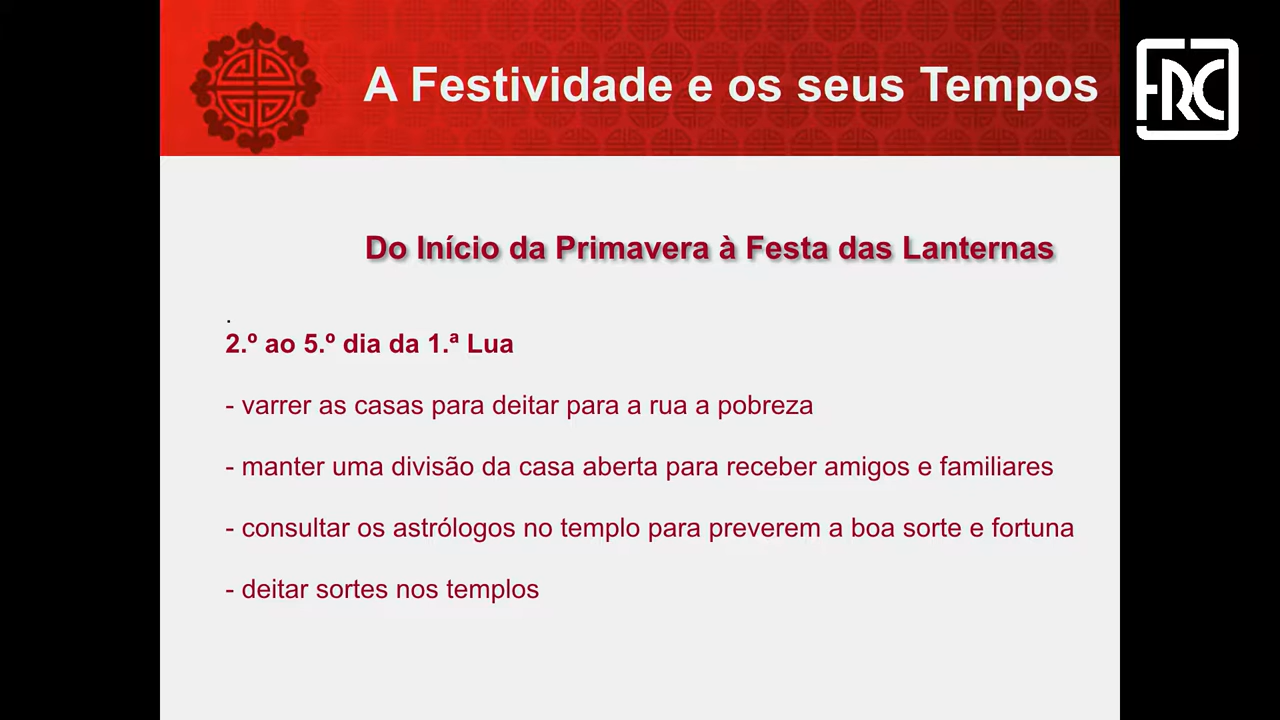 A Festividade e os seus Tempos
FRC
Do Início da Primavera à Festa das Lanternas
.
2.º ao 5.º dia da 1.ª Lua
- varrer as casas para deitar para a rua a pobreza
- manter uma divisão da casa aberta para receber amigos e familiares
- consultar os astrólogos no templo para preverem a boa sorte e fortuna
- deitar sortes nos templos